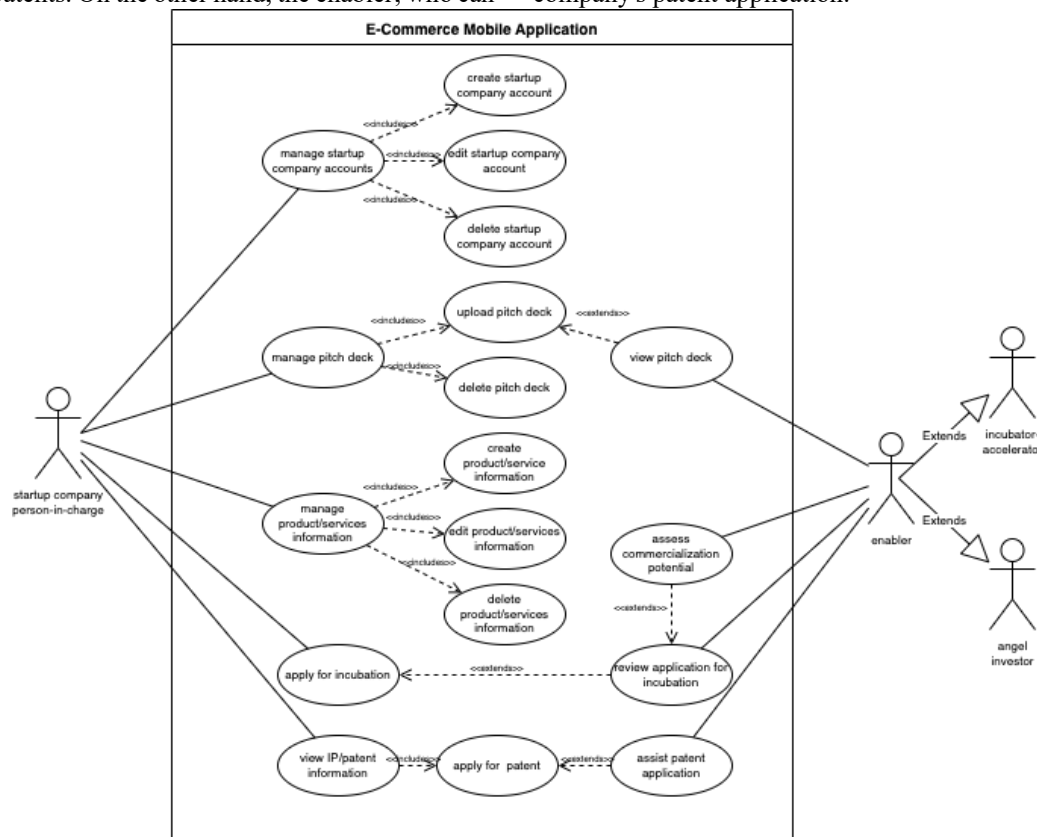 patents. On the other hand, the enabler, who can company's patent application.
E-Commerce Mobile Application
create startup
company account
<<includes>>
manage startup
company accounts
<<includes>>
edit startup company
account
<<includes>>
delete startup
company account
upload pitch deck
<<extends>>
<<includes>>
manage pitch deck
view pitch deck
<<includes>>
delete pitch deck
create
product/service
information
<<includes>>
manage
product/services
information
<<includes>>
edit product/services
information
<<includes>>
delete
product/services
information
assess
commercialization
potential
<<extends>>
apply for incubation
<<extends>>
review application for
incubation
view IP/patent
information
<<includes>>
apply for patent
<<extends>>
assist patent
application
startup company
person-in-charge
enabler
Extends
incubator
accelerato
Extends
angel
investor